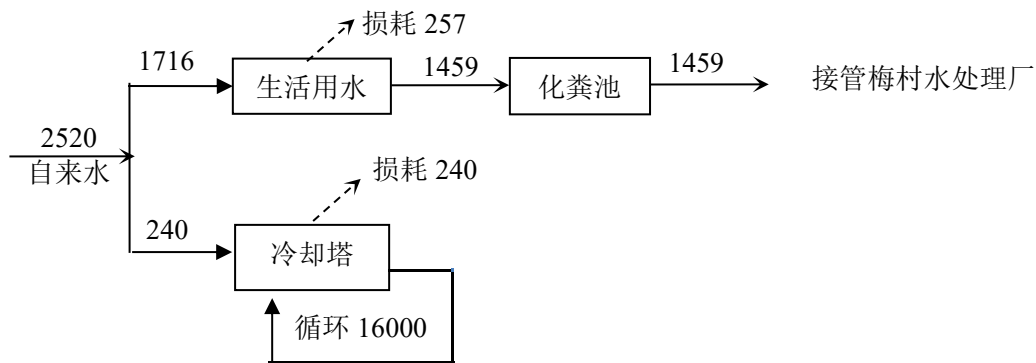 损耗 257
1716
生活用水
1459
化粪池
1459
接管梅村水处理厂
2520
自来水
损耗 240
240
冷却塔
循环 16000